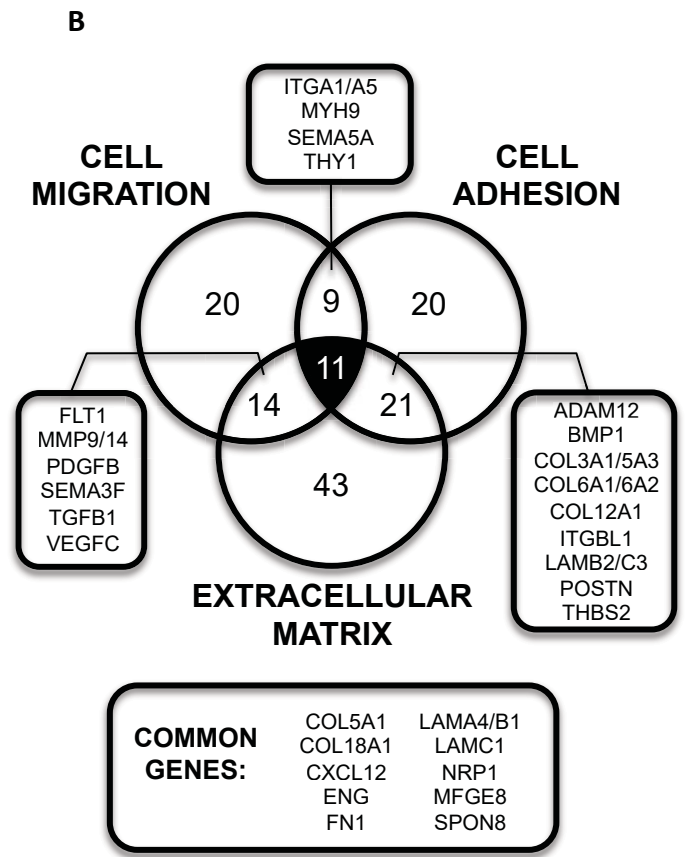 B
ITGA1/A5
MYH9
SEMA5A
THY1
CELL
MIGRATION
CELL
ADHESION
20
9
20
11
14
21
43
FLT1
MMP9/14
PDGFB
SEMA3F
TGFB1
VEGFC
ADAM12
BMP1
COL3A1/5A3
COL6A1/6A2
COL12A1
ITGBL1
LAMB2/C3
POSTN
THBS2
EXTRACELLULAR
MATRIX
COMMON
GENES:
COL5A1
COL18A1
CXCL12
ENG
FN1
LAMA4/B1
LAMC1
NRP1
MFGE8
SPON8